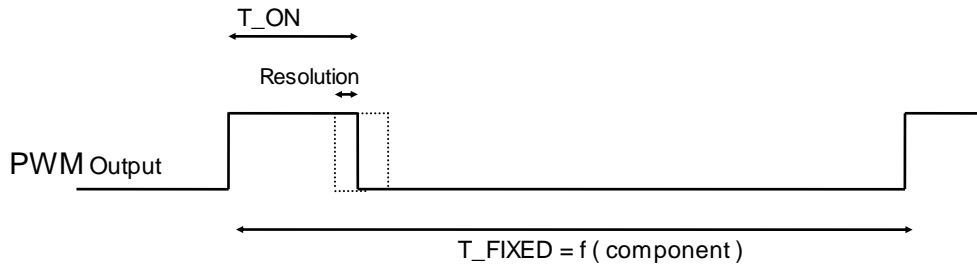 T_ON
Resolution
PWM Output
T_FIXED = f ( component )